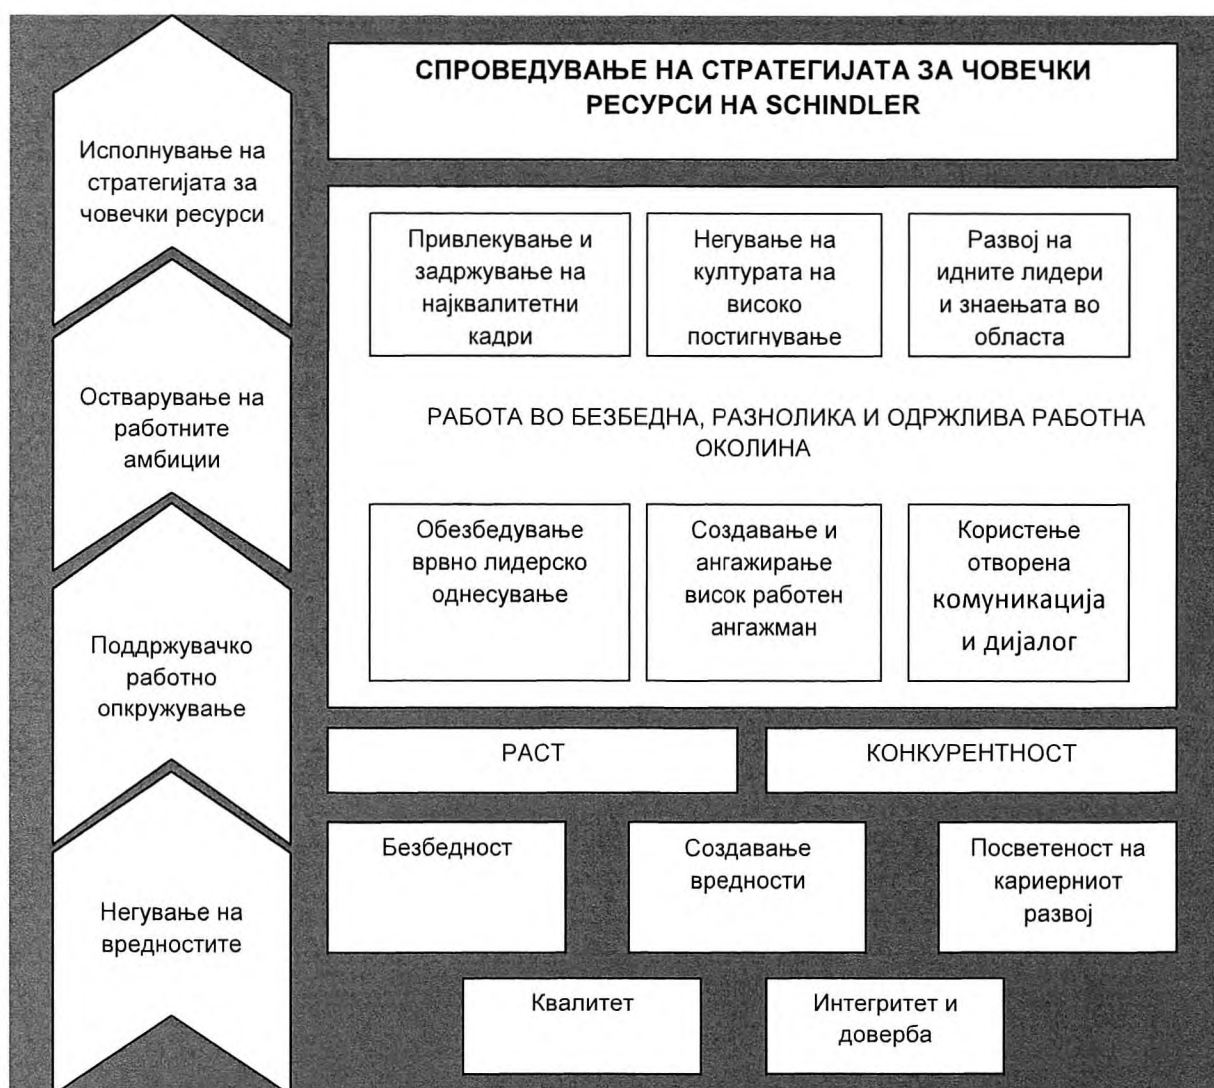 СПРОВЕДУВАЊЕ НА СТРАТЕГИЈАТА ЗА ЧОВЕЧКИ
РЕСУРСИ НА SCHINDLER
Исполнување на
стратегијата за
човечки ресурси
Привлекување и
задржување на
најквалитетни
кадри
Негување на
културата на
високо
постигнување
Развој на
идните лидери
и знаењата во
областа
Остварување на
работните
амбиции
РАБОТА ВО БЕЗБЕДНА, РАЗНОЛИКА И ОДРЖЛИВА РАБОТНА
ОКОЛИНА
Обезбедување
врвно лидерско
однесување
Создавање и
ангажирање
висок работен
ангажман
Користење
отворена
комуникација
и дијалог
Поддржувачко
работно
опкружување
РАСТ
КОНКУРЕНТНОСТ
Негување на
вредностите
Безбедност
Создавање
вредности
Посветеност на
кариерниот
развој
Квалитет
Интегритет и
доверба